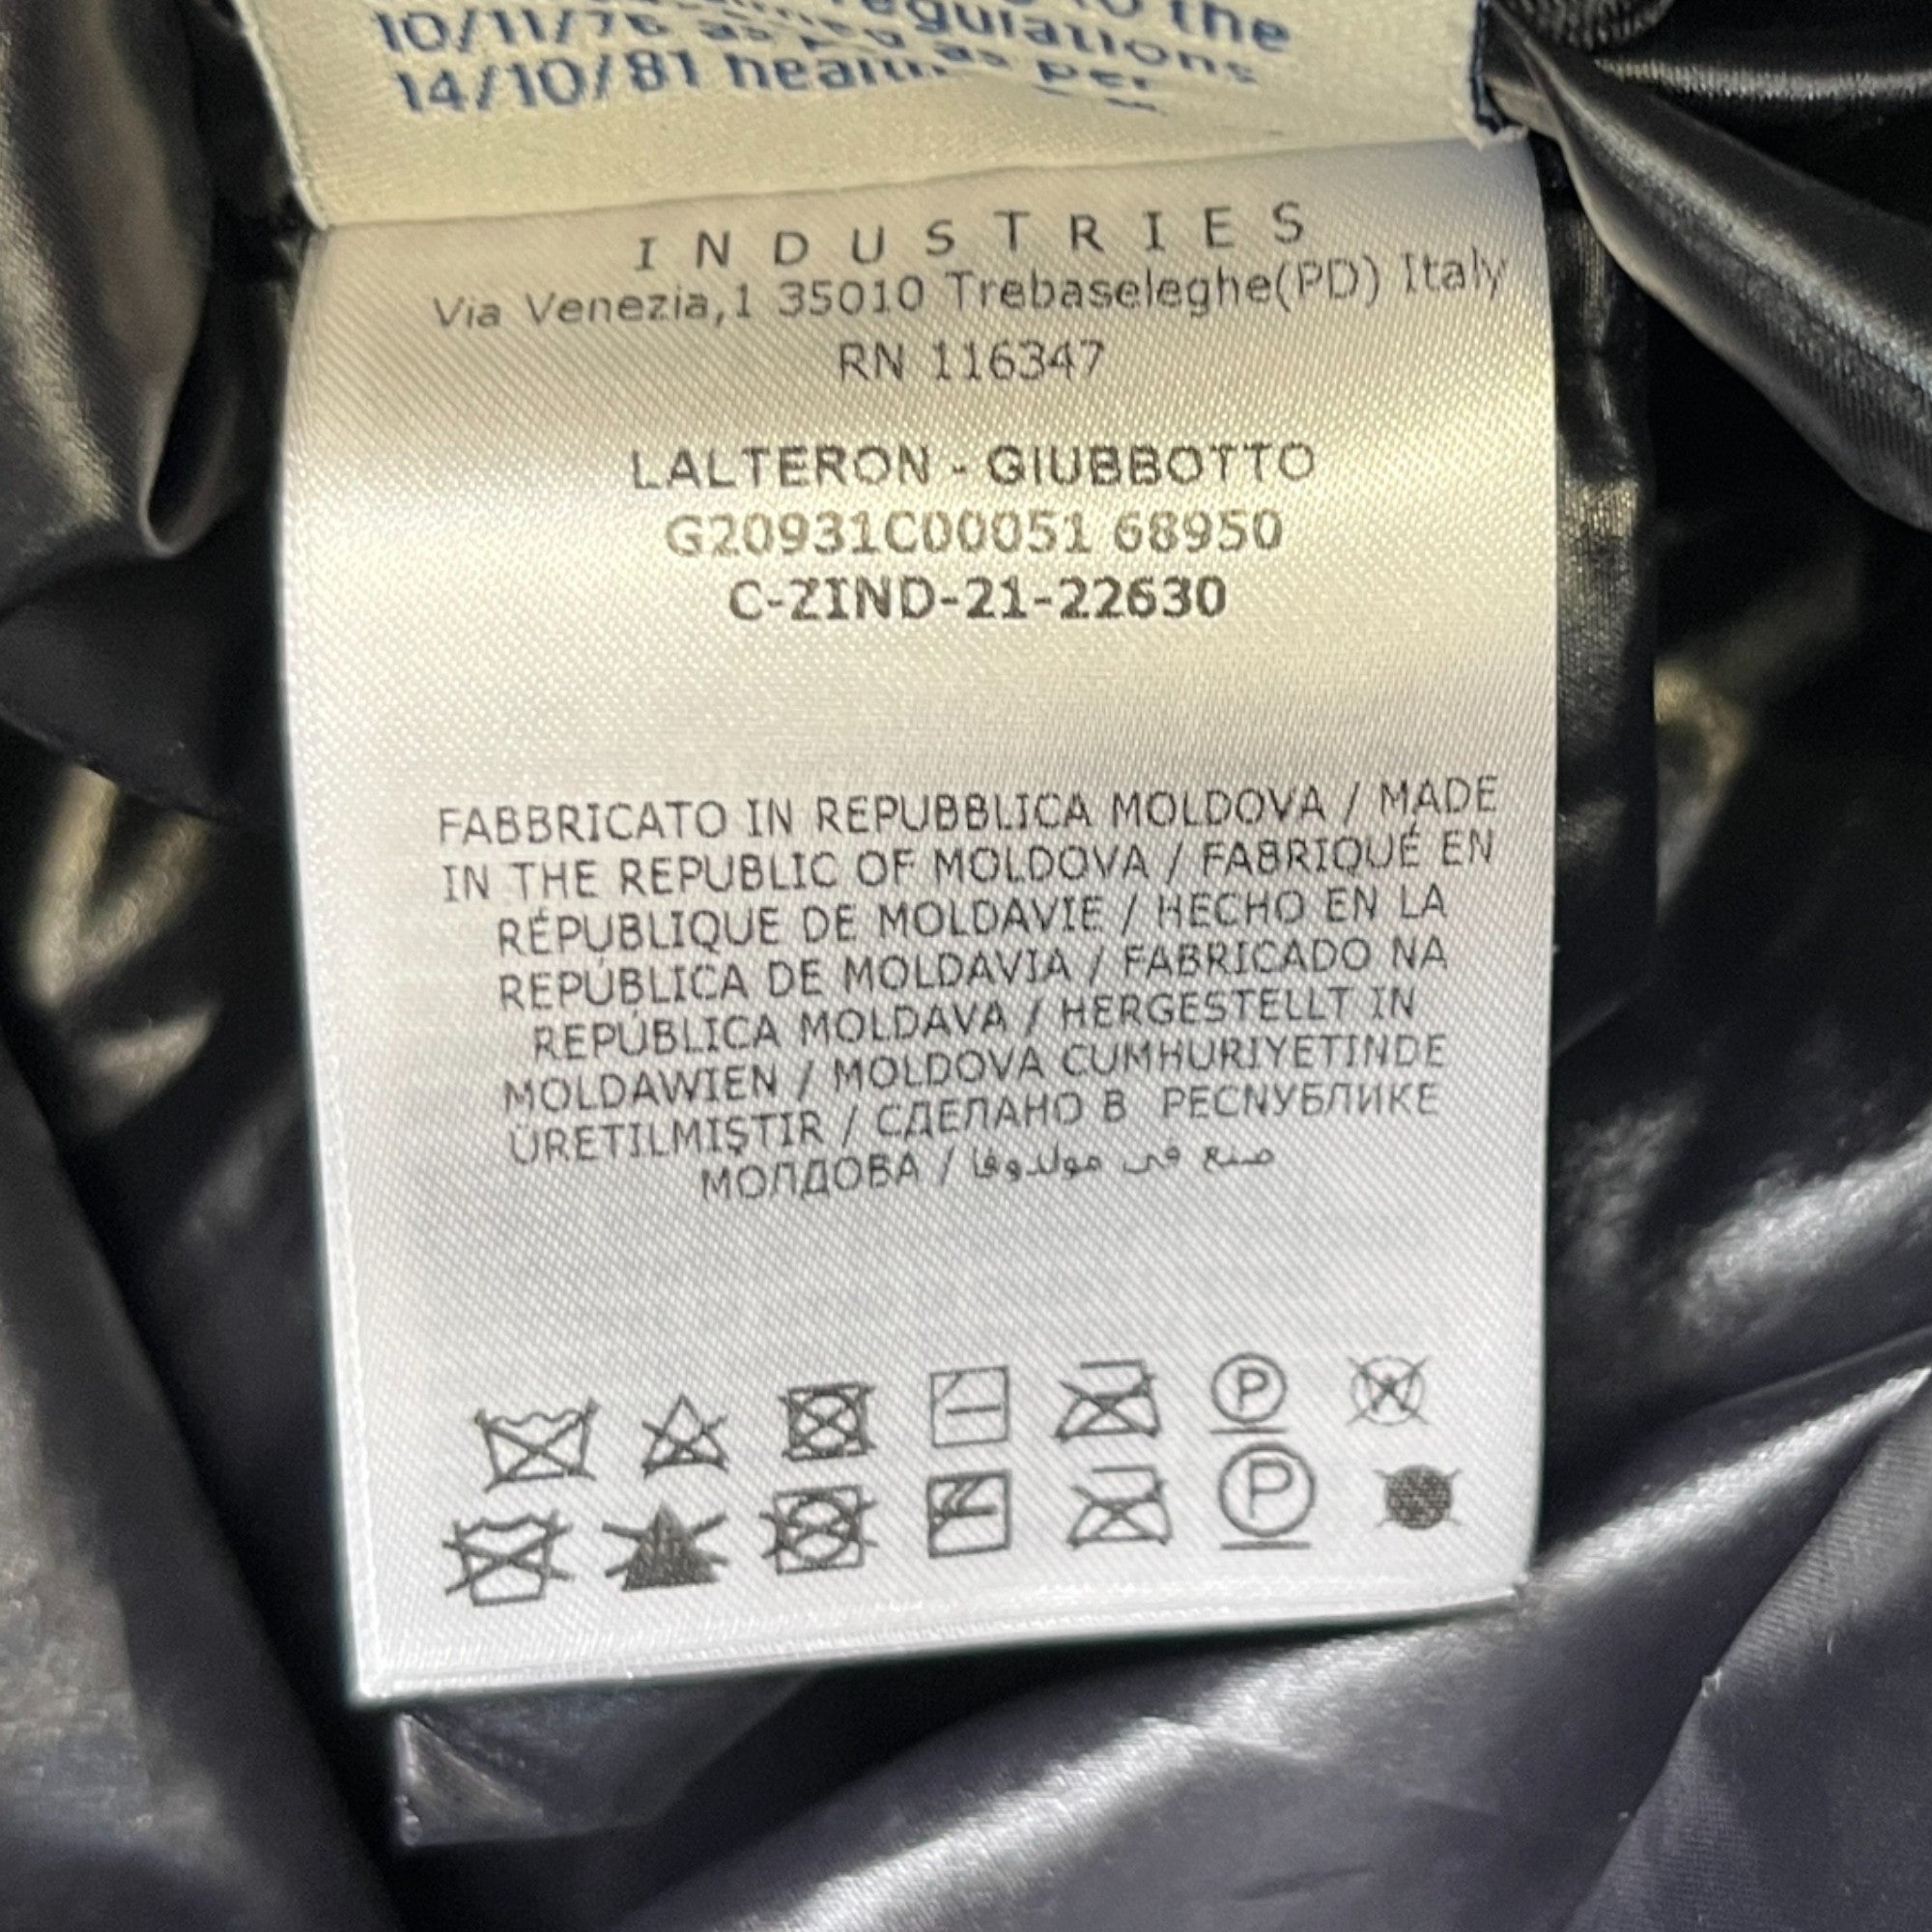 10/11/76 as regulations to the
14/10/81 as per
INDUSTRIES
Via Venezia,1 35010 Trebaseleghe(PD) Italy
RN 116347
LALTERON - GIUBBOTTO
G20931C00051 68950
C-ZIND-21-22630
FABBRICATO IN REPUBBLICA MOLDOVA / MADE
IN THE REPUBLIC OF MOLDOVA / FABRIQUÉ EN
RÉPUBLIQUE DE MOLDAVIE / HECHO EN LA
REPÚBLICA DE MOLDAVIA / FABRICADO NA
REPÚBLICA MOLDAVA / HERGESTELLT IN
MOLDAWIEN / MOLDOVA CUMHURIYETINDE
ÜRETILMIŞTIR / СДЕЛАНО В РЕСПУБЛИКЕ
МОЛДОВА / صنع في مولدوفا
P W
P